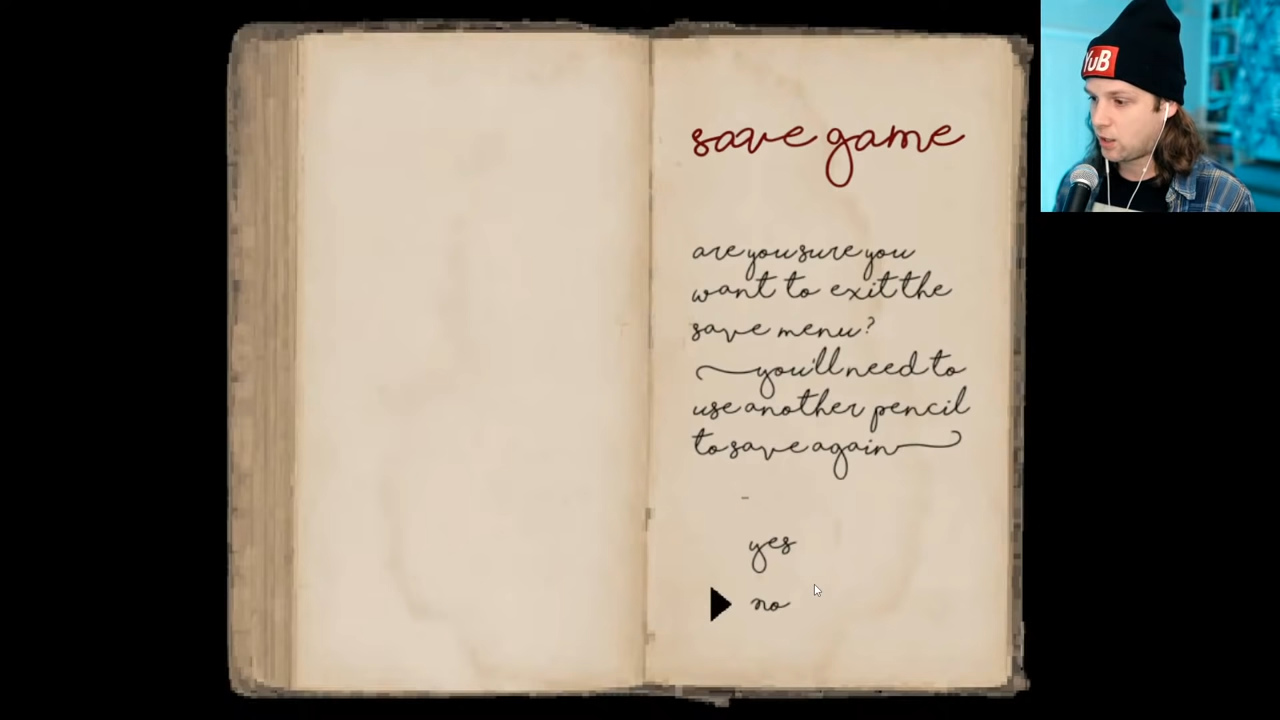 save game
are you sure you
want to exit the
save menu?
you'll need to
use another pencil
to save again
-
yes
no
YuB